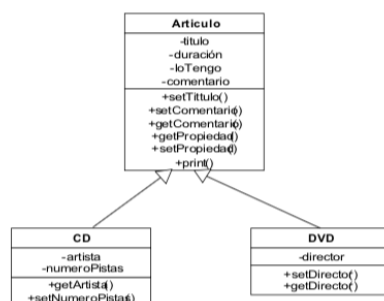 Articulo
-titulo
-duración
-loTengo
-comentario
+setTittulo()
+setComentario()
+getComentario()
+getPropiedad()
+setPropiedad()
+print()
CD
-artista
-numeroPistas
+getArtista()
+setNumeroPistas()
DVD
-director
+setDirector()
+getDirector()